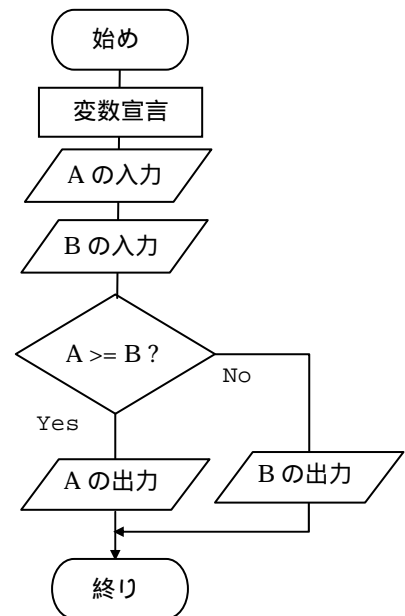 始め
変数宣言
A の入力
B の入力
A >= B ?
No
Yes
A の出力
B の出力
終り